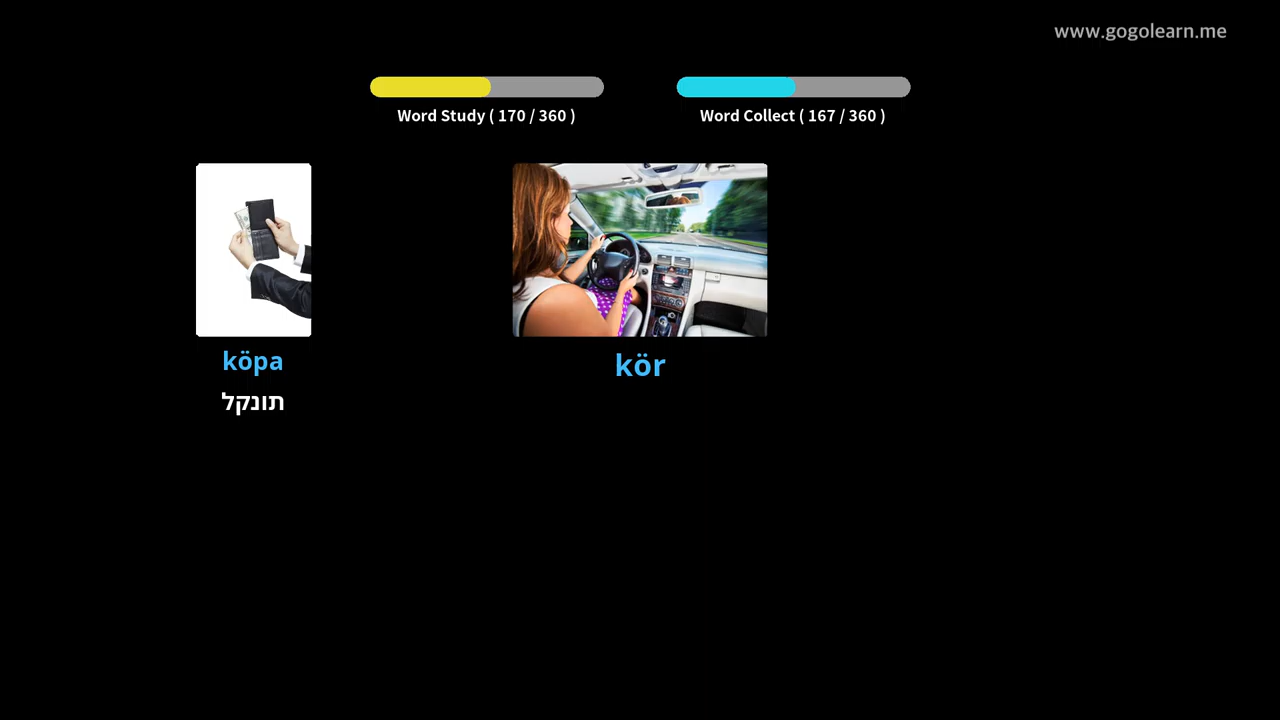 www.gogolearn.me
Word Study ( 170 / 360 )
Word Collect ( 167 / 360 )
köpa
תונקל
kör